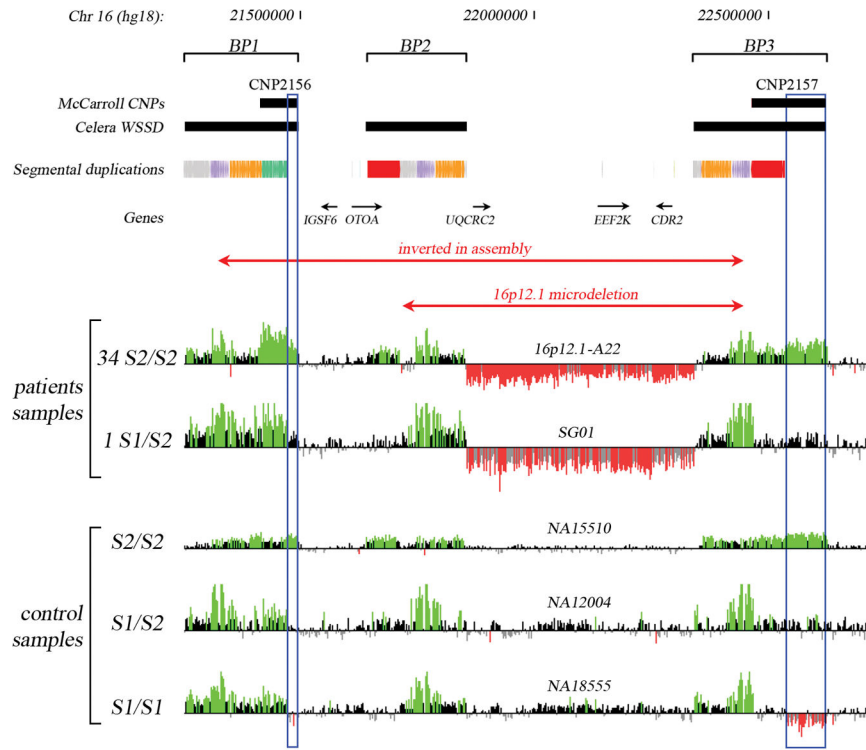 Chr 16 (hg18): 21500000 22000000 22500000
BP1 BP2 BP3
CNP2156 CNP2157
McCarroll CNPs
Celera WSSD
Segmental duplications
Genes
IGSF6 OTOA UQCRC2 EEF2K CDR2
inverted in assembly
16p12.1 microdeletion
16p12.1-A22
34 S2/S2
patients
samples
SG01
1 S1/S2
NA15510
S2/S2
NA12004
control
samples
S1/S2
NA18555
S1/S1